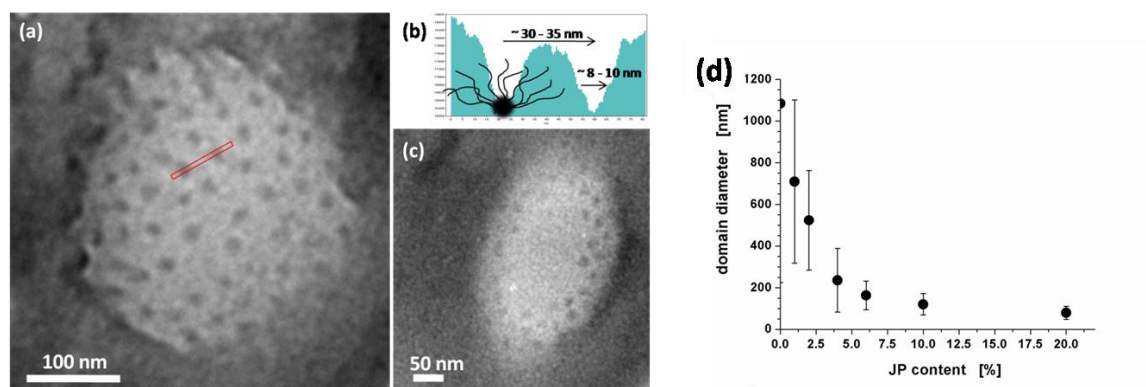 (a)
100 nm
(b)
~ 30 - 35 nm
~ 8 - 10 nm
(c)
50 nm
(d)
domain diameter [nm]
1200
1000
800
600
400
200
0
0.0 2.5 5.0 7.5 10.0 12.5 15.0 17.5 20.0
JP content [%]